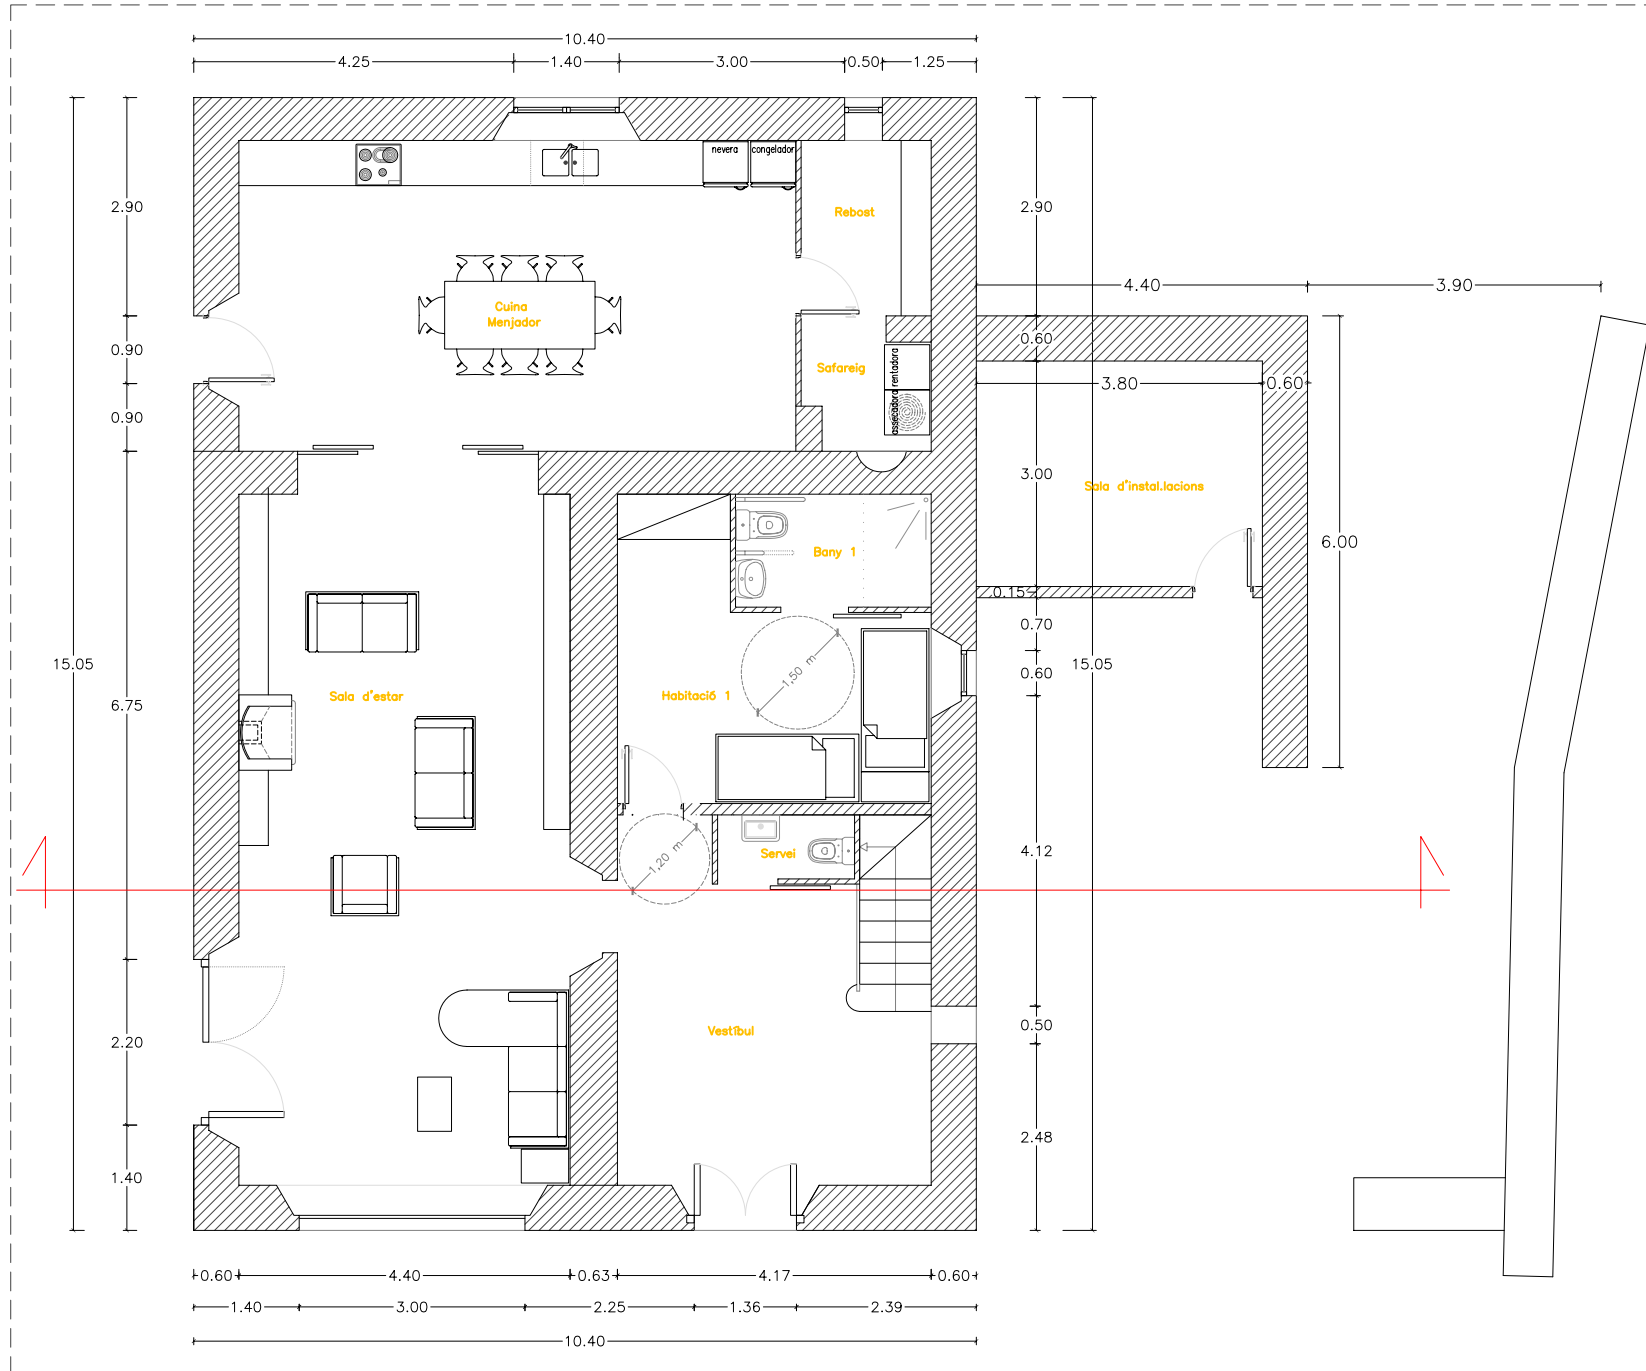 10.40
4.25
1.40
3.00
0.50
1.25
nevera
congelador
Rebost
2.90
2.90
4.40
3.90
Cuina
Menjador
0.90
0.60
Safareig
rentadora
assecadora
3.80
0.60
0.90
3.00
Sala d'instal.lacions
6.00
Bany 1
0.15
0.70
15.05
15.05
0.60
1,50 m
Sala d'estar
Habitació 1
6.75
1,20 m
Servei
4.12
Vestíbul
0.50
2.20
2.48
1.40
0.60
4.40
0.63
4.17
0.60
1.40
3.00
2.25
1.36
2.39
10.40